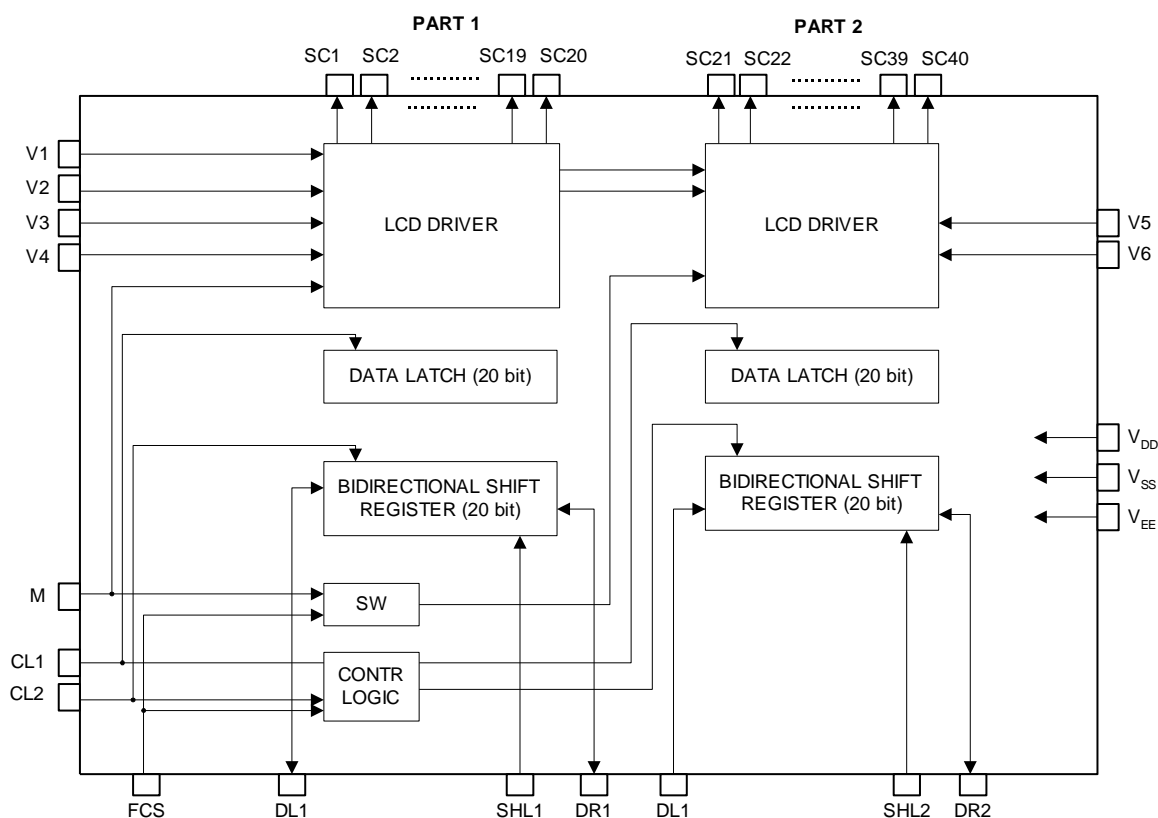 PART 1
PART 2
SC1 SC2 SC19 SC20
SC21 SC22 SC39 SC40
V1
V2
V3
V4
LCD DRIVER
LCD DRIVER
V5
V6
DATA LATCH (20 bit)
DATA LATCH (20 bit)
BIDIRECTIONAL SHIFT
REGISTER (20 bit)
BIDIRECTIONAL SHIFT
REGISTER (20 bit)
VDD
VSS
VEE
M
SW
CL1
CL2
CONTR
LOGIC
FCS DL1 SHL1 DR1 DL1 SHL2 DR2